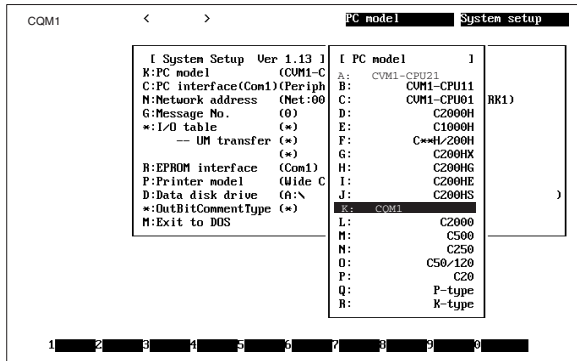 CQM1 < > PC model System setup
[ System Setup Ver 1.13 ] [ PC model ]
K:PC model (CVM1-C A: CVM1-CPU21
C:PC interface(Com1)(Periph B: CVM1-CPU11
N:Network address (Net:00 C: CVM1-CPU01 RK1)
G:Message No. (0) D: C2000H
*:I/O table (*) E: C1000H
-- UM transfer (*) F: C**H/200H
(*) G: C200HX
R:EPROM interface (Com1) H: C200HG
P:Printer model (Wide C I: C200HE
D:Data disk drive (A:\ J: C200HS )
*:OutBitCommentType (*) K: CQM1
M:Exit to DOS L: C2000
M: C500
N: C250
O: C50/120
P: C20
Q: P-type
R: K-type
1 2 3 4 5 6 7 8 9 0